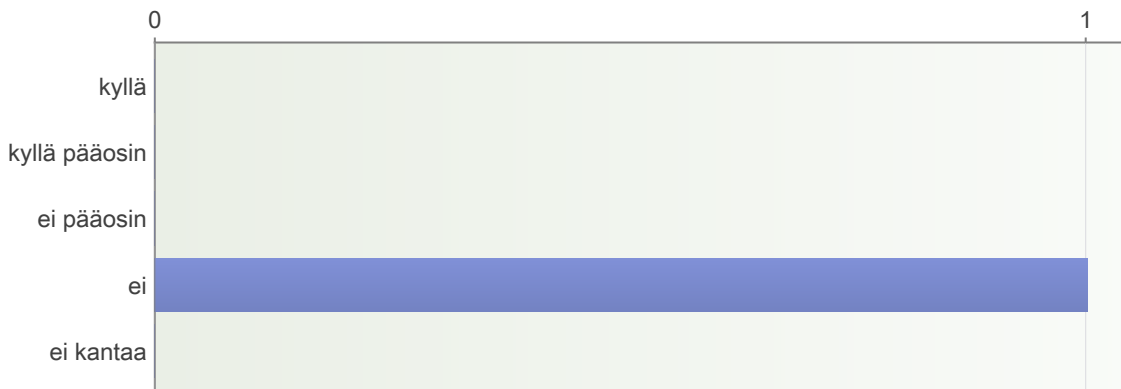 0 1
kyllä
kyllä pääosin
ei pääosin
ei
ei kantaa